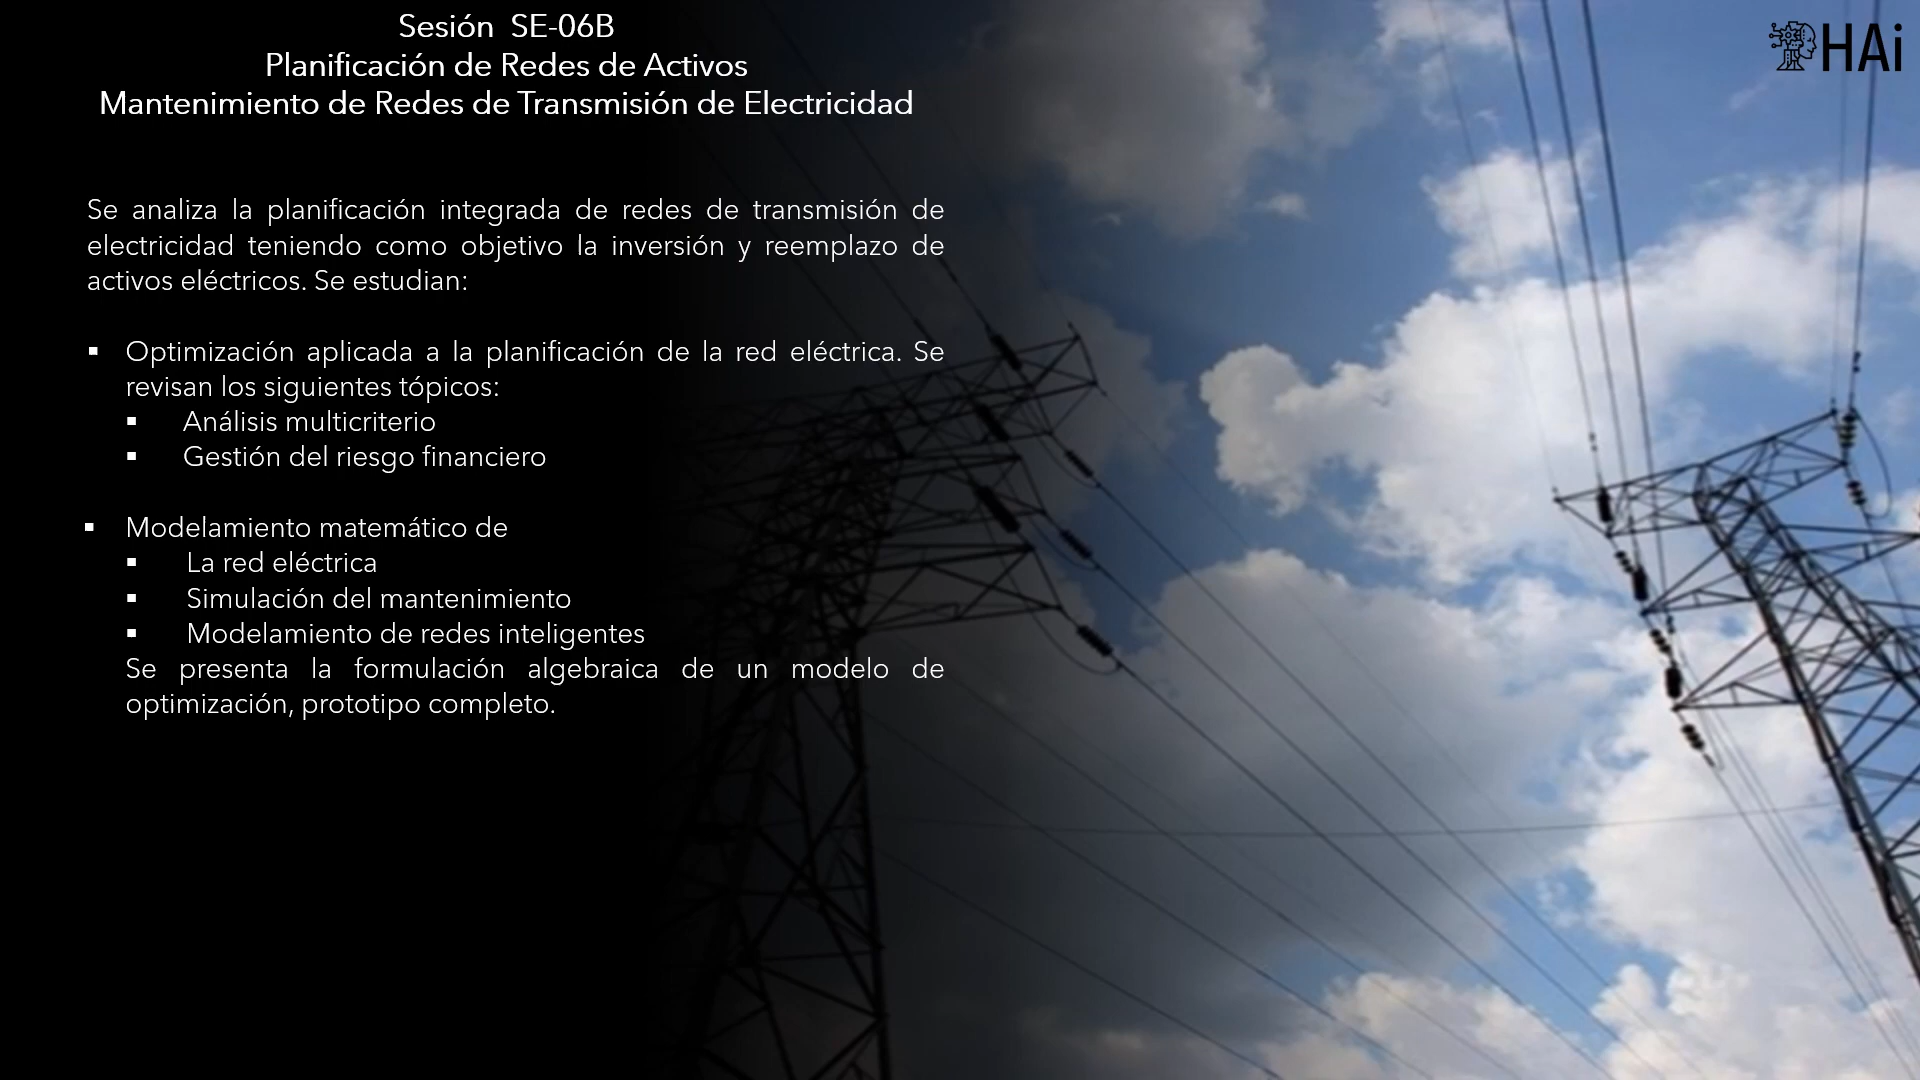 Sesión SE-06B
Planificación de Redes de Activos
Mantenimiento de Redes de Transmisión de Electricidad
HAi
Se analiza la planificación integrada de redes de transmisión de
electricidad teniendo como objetivo la inversión y reemplazo de
activos eléctricos. Se estudian:
▪ Optimización aplicada a la planificación de la red eléctrica. Se
revisan los siguientes tópicos:
▪ Análisis multicriterio
▪ Gestión del riesgo financiero
▪ Modelamiento matemático de
▪ La red eléctrica
▪ Simulación del mantenimiento
▪ Modelamiento de redes inteligentes
Se presenta la formulación algebraica de un modelo de
optimización, prototipo completo.